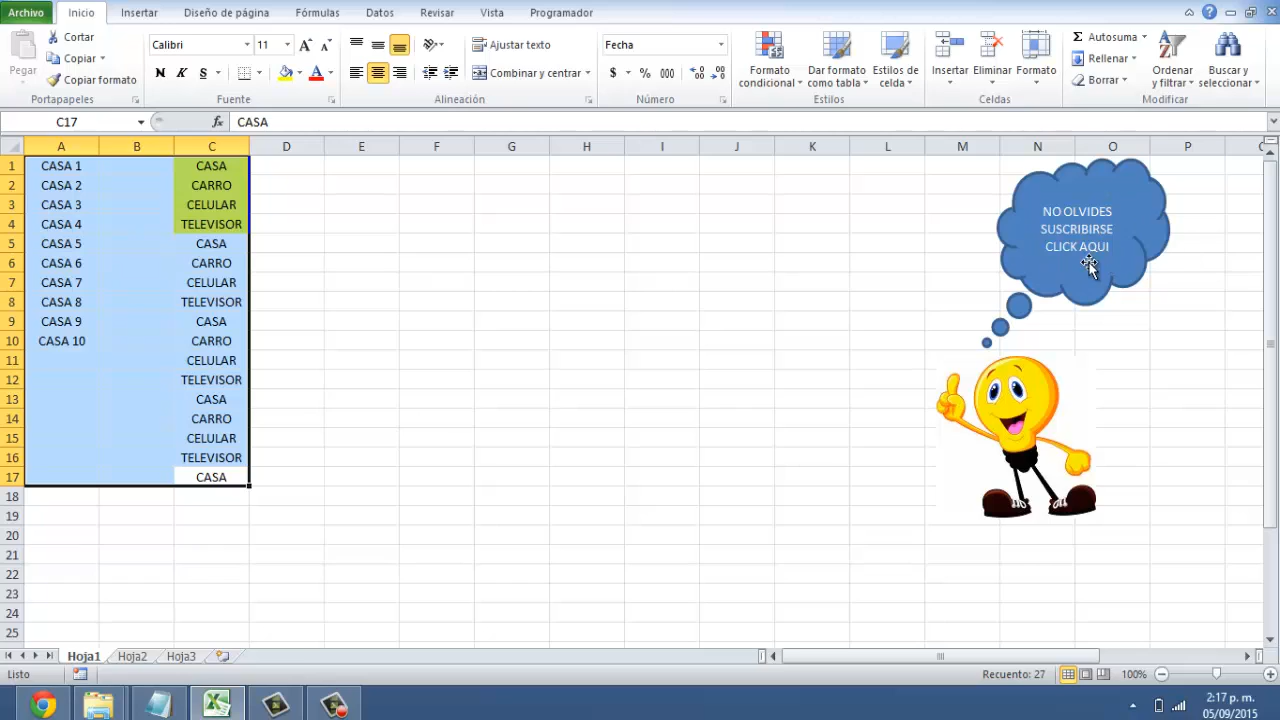 Archivo Inicio Insertar Diseño de página Fórmulas Datos Revisar Vista Programador
Cortar Calibri 11 Ajustar texto Fecha Autosuma
Copiar
Pegar Copiar formato N K S A Combinar y centrar $ % 000 Formato condicional Dar formato como tabla Estilos de celda Insertar Eliminar Formato Rellenar Borrar Ordenar y filtrar Buscar y seleccionar
Portapapeles Fuente Alineación Número Estilos Celdas Modificar
C17 fx CASA
A B C D E F G H I J K L M N O P
1 CASA 1 CASA
2 CASA 2 CARRO
3 CASA 3 CELULAR
4 CASA 4 TELEVISOR
5 CASA 5 CASA
6 CASA 6 CARRO
7 CASA 7 CELULAR
8 CASA 8 TELEVISOR
9 CASA 9 CASA
10 CASA 10 CARRO
11 CELULAR
12 TELEVISOR
13 CASA
14 CARRO
15 CELULAR
16 TELEVISOR
17 CASA
18
19
20
21
22
23
24
25
NO OLVIDES
SUSCRIBIRSE
CLICK AQUI
Hoja1 Hoja2 Hoja3
Listo Recuento: 27 100%
2:17 p. m.
05/09/2015